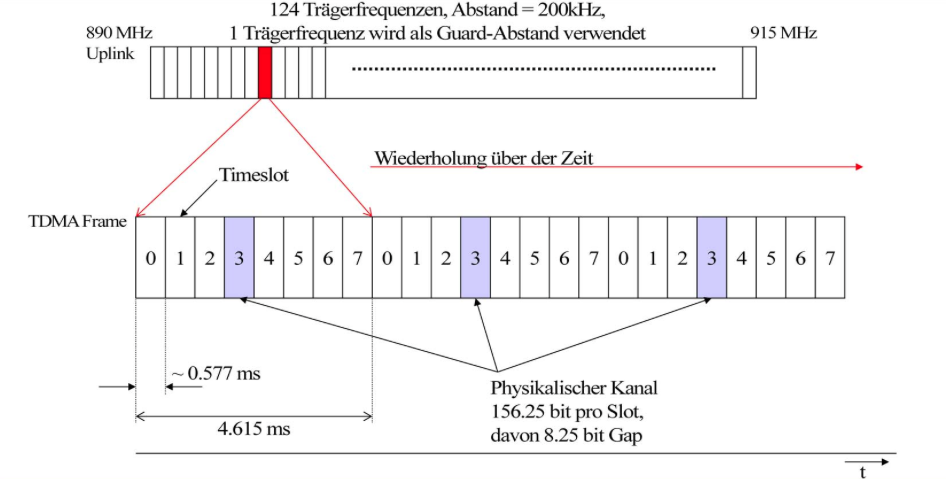 124 Trägerfrequenzen, Abstand = 200kHz,
890 MHz
1 Trägerfrequenz wird als Guard-Abstand verwendet
915 MHz
Uplink
Wiederholung über der Zeit
Timeslot
TDMA Frame
0 1 2 3 4 5 6 7 0 1 2 3 4 5 6 7 0 1 2 3 4 5 6 7
~ 0.577 ms
Physikalischer Kanal
156.25 bit pro Slot,
davon 8.25 bit Gap
4.615 ms
t